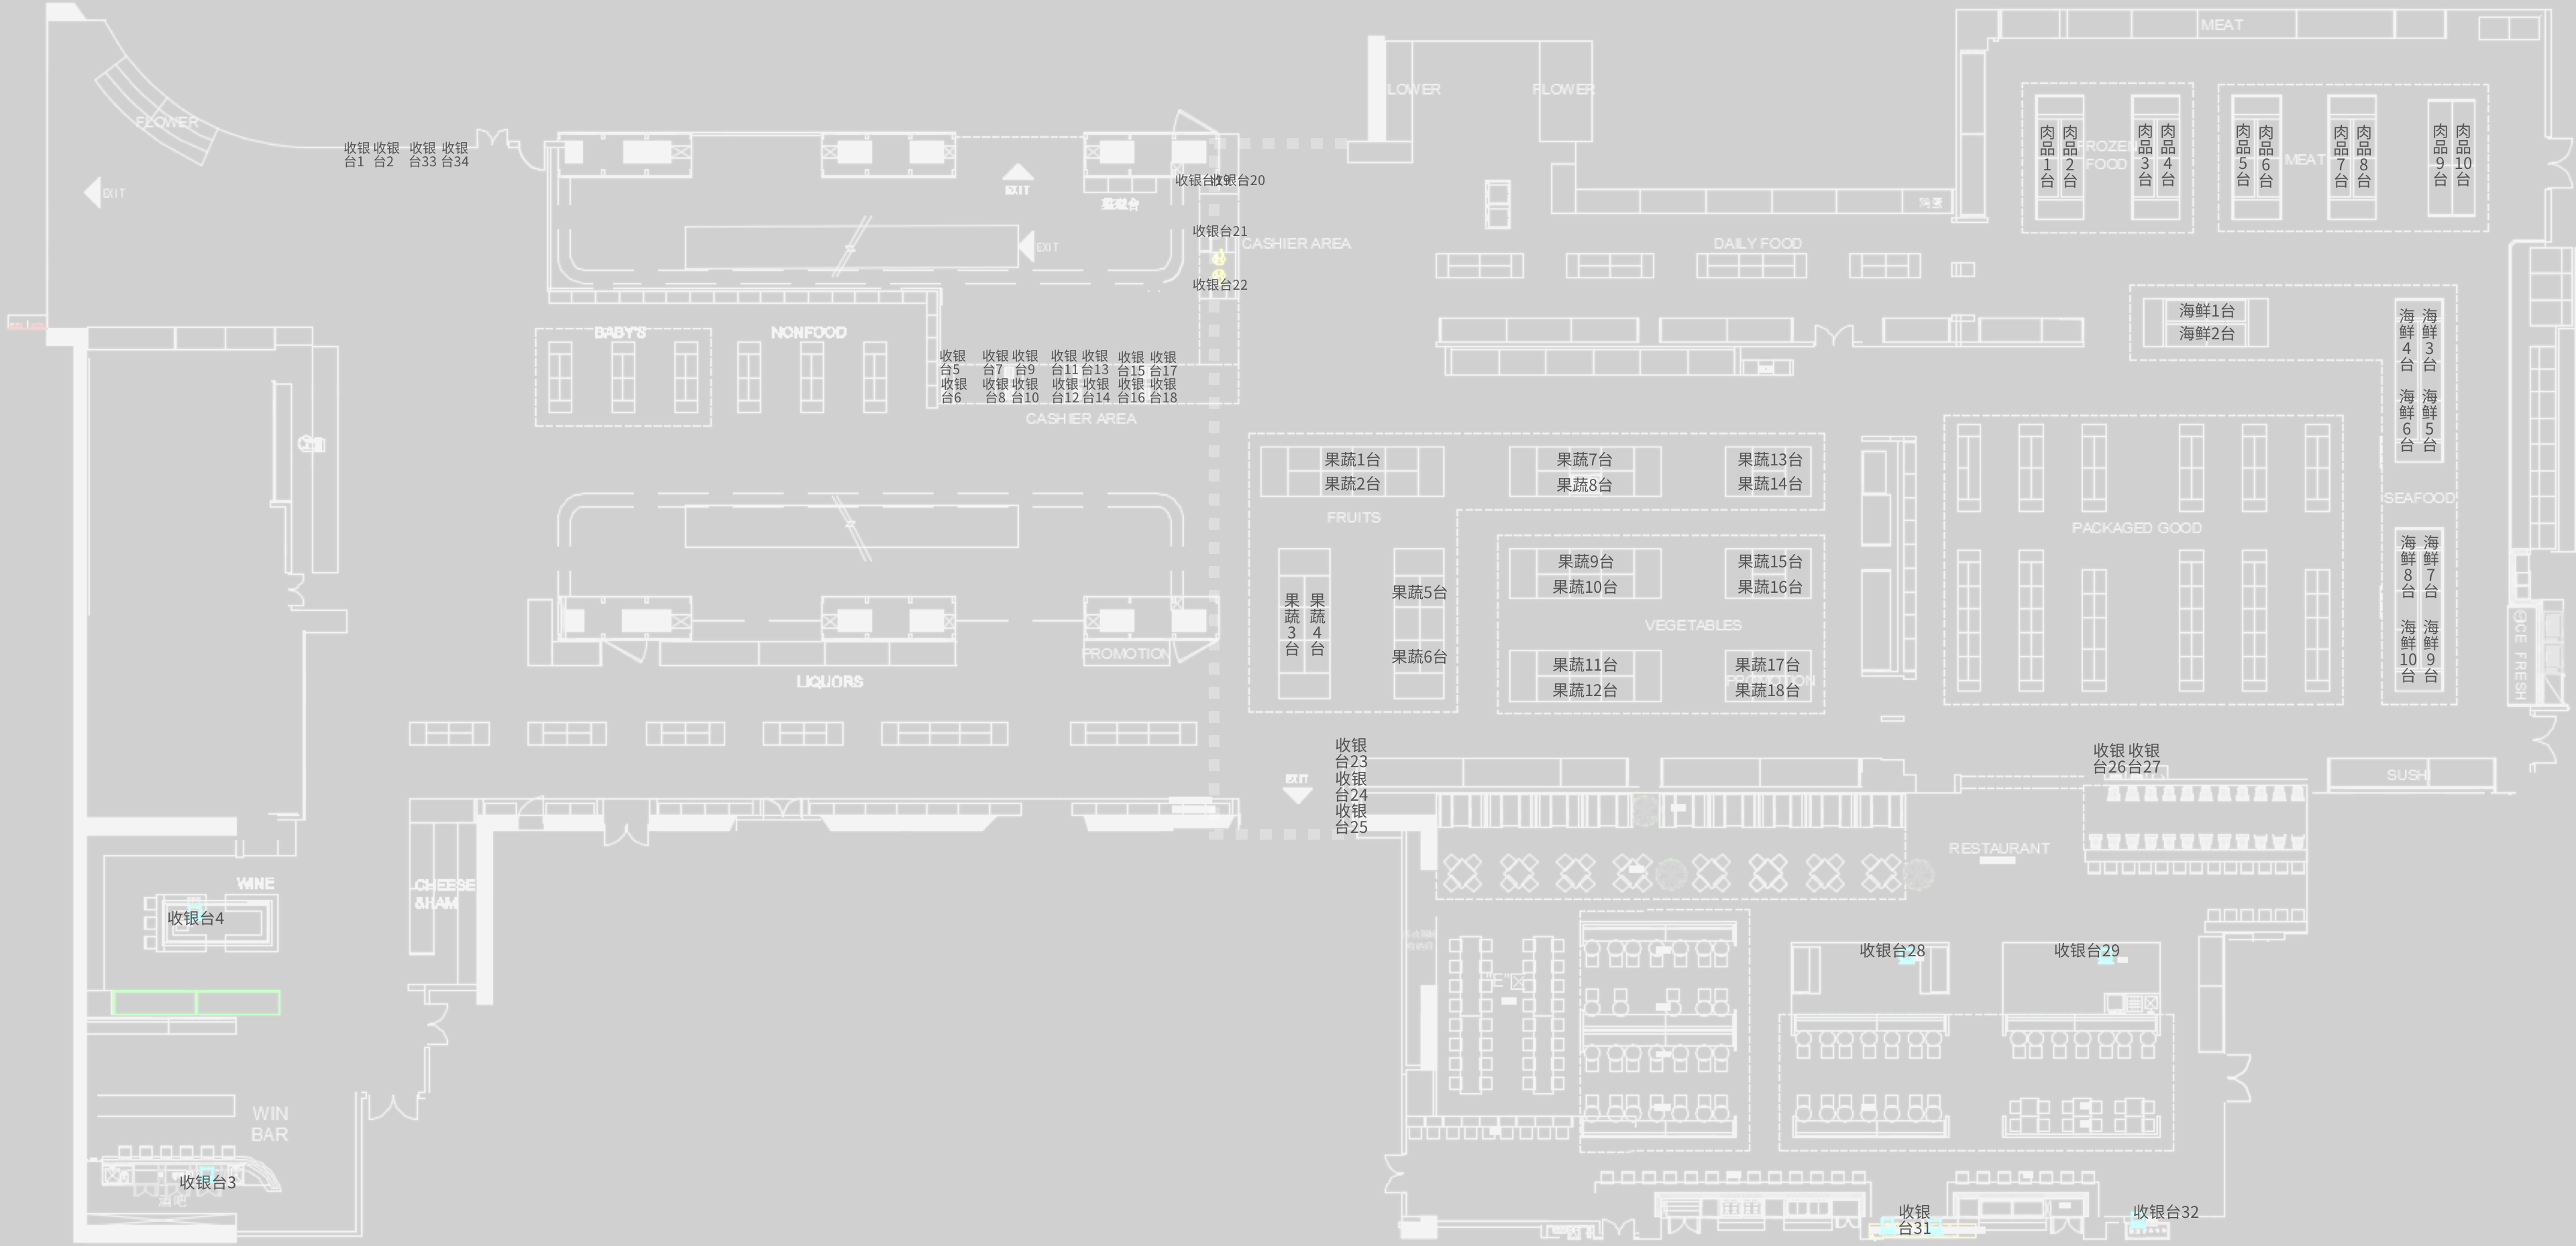 FLOWER
EXIT
收银
台1
收银
台2
收银
台33
收银
台34
EXIT
EXIT
收银台19
收银台20
收银台21
收银台22
CASHIER AREA
LOWER
FLOWER
DAILY FOOD
MEAT
肉品1台
肉品2台
FROZEN
FOOD
肉品3台
肉品4台
肉品5台
肉品6台
MEAT
肉品7台
肉品8台
肉品9台
肉品10台
BABY'S
NONFOOD
收银
台5
收银
台7
收银
台9
收银
台11
收银
台13
收银
台15
收银
台17
收银
台6
收银
台8
收银
台10
收银
台12
收银
台14
收银
台16
收银
台18
CASHIER AREA
海鲜1台
海鲜2台
海鲜4台
海鲜3台
海鲜6台
海鲜5台
SEAFOOD
海鲜8台
海鲜7台
海鲜10台
海鲜9台
果蔬1台
果蔬2台
FRUITS
果蔬3台
果蔬4台
果蔬5台
果蔬6台
果蔬7台
果蔬8台
果蔬13台
果蔬14台
果蔬9台
果蔬10台
果蔬15台
果蔬16台
VEGETABLES
果蔬11台
果蔬12台
果蔬17台
PROMOTION
果蔬18台
PACKAGED GOOD
PROMOTION
LIQUORS
EXIT
收银
台23
收银
台24
收银
台25
收银
台26
收银
台27
SUSHI
RESTAURANT
WINE
收银台4
CHEESE
&HAM
"E"
收银台28
收银台29
WIN
BAR
收银台3
酒吧
收银
台31
收银台32